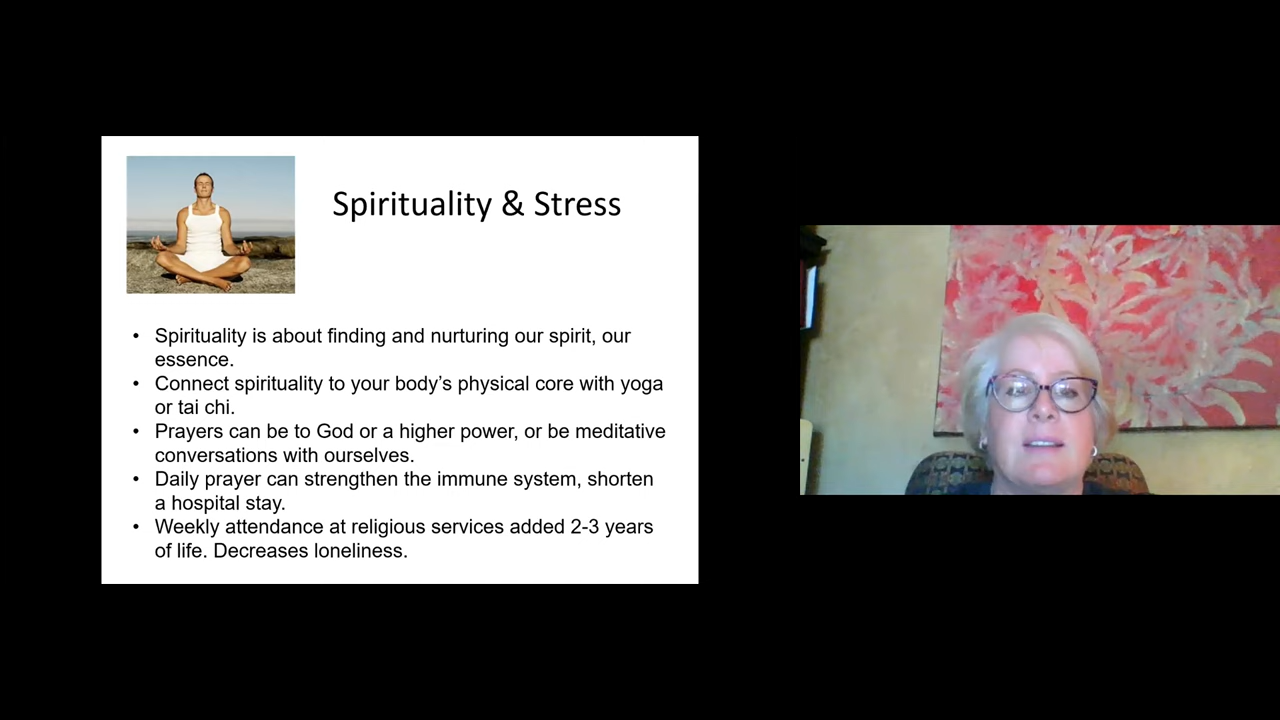 Spirituality & Stress
• Spirituality is about finding and nurturing our spirit, our
essence.
• Connect spirituality to your body’s physical core with yoga
or tai chi.
• Prayers can be to God or a higher power, or be meditative
conversations with ourselves.
• Daily prayer can strengthen the immune system, shorten
a hospital stay.
• Weekly attendance at religious services added 2-3 years
of life. Decreases loneliness.